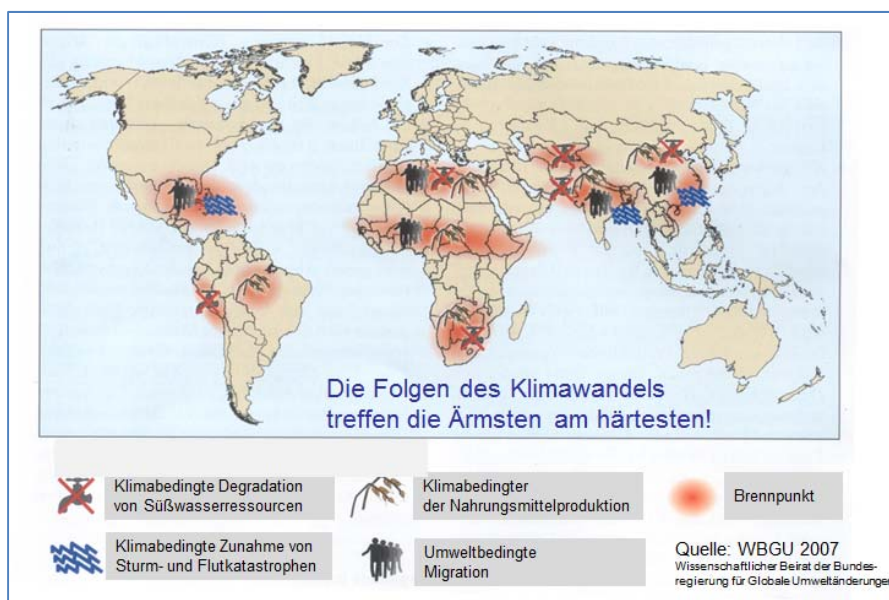 Die Folgen des Klimawandels
treffen die Ärmsten am härtesten!
Klimabedingte Degradation
von Süßwasserressourcen
Klimabedingter
der Nahrungsmittelproduktion
Brennpunkt
Klimabedingte Zunahme von
Sturm- und Flutkatastrophen
Umweltbedingte
Migration
Quelle: WBGU 2007
Wissenschaftlicher Beirat der Bundes-
regierung für Globale Umweltänderungen